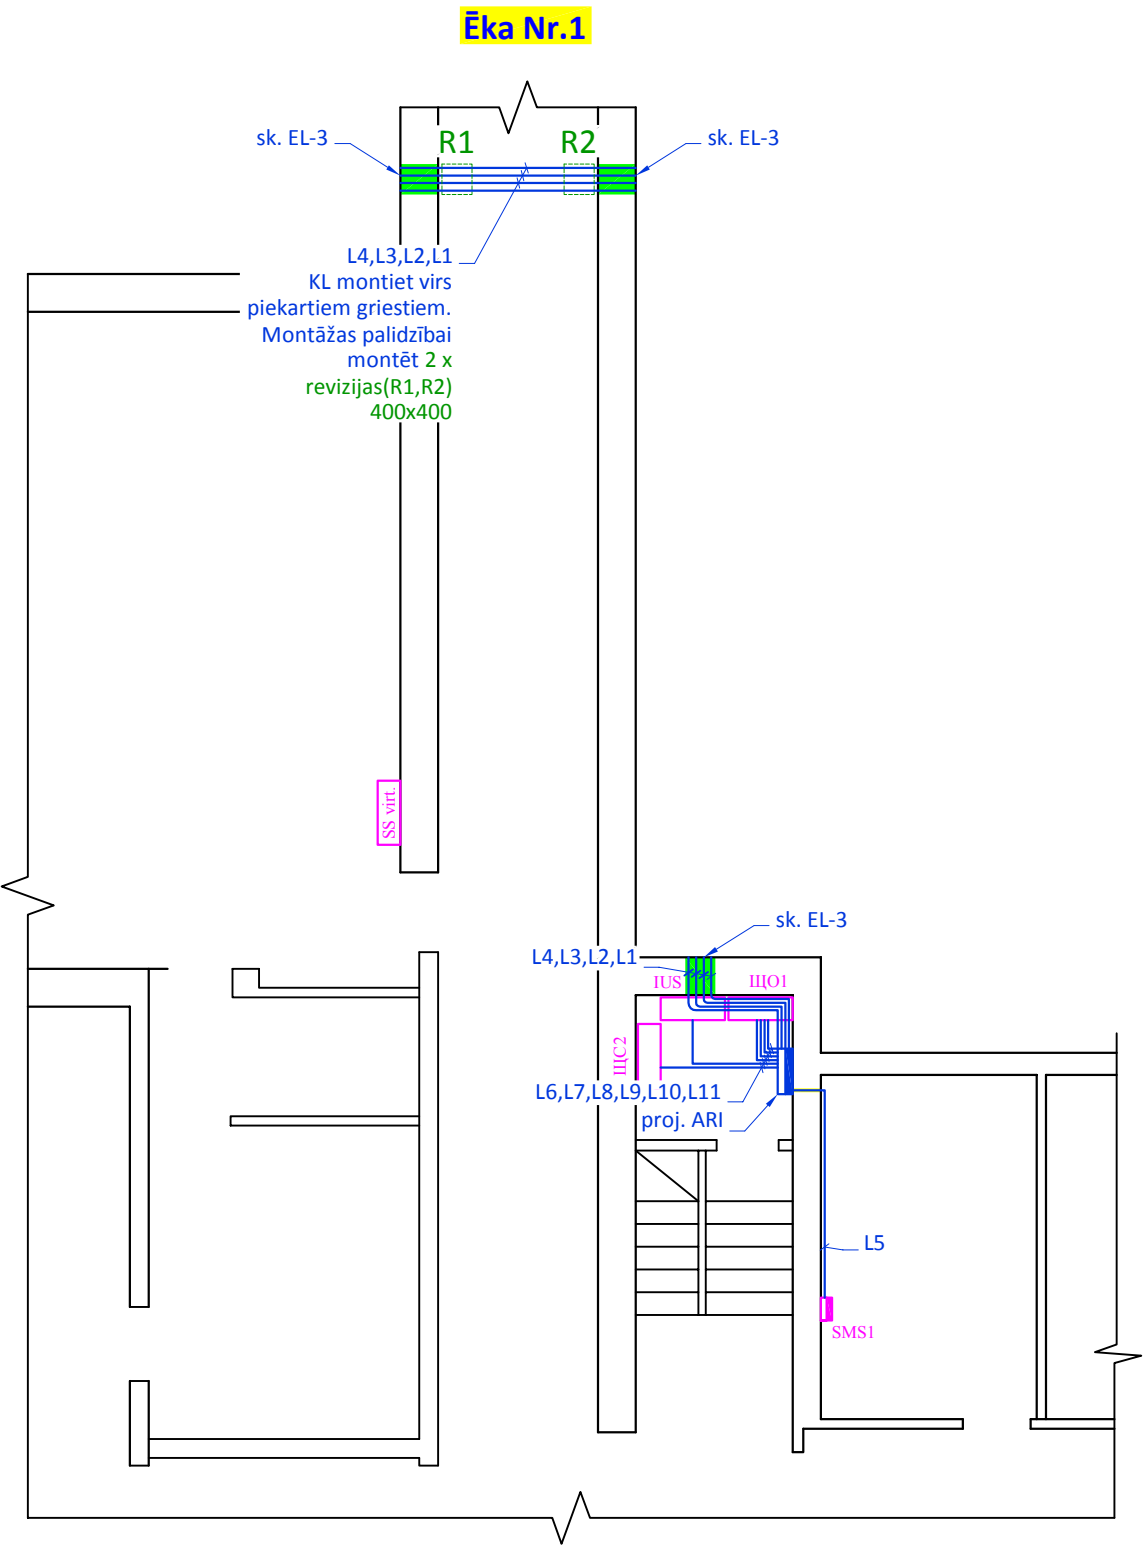 Ēka Nr.1
sk. EL-3
R1
R2
sk. EL-3
L4,L3,L2,L1
KL montiet virs
piekartiem griestiem.
Montāžas palidzībai
montēt 2 x
revizijas(R1,R2)
400x400
SS virt.
sk. EL-3
L4,L3,L2,L1
IUS
ЩО1
ЩС2
L6,L7,L8,L9,L10,L11
proj. ARI
L5
SMS1